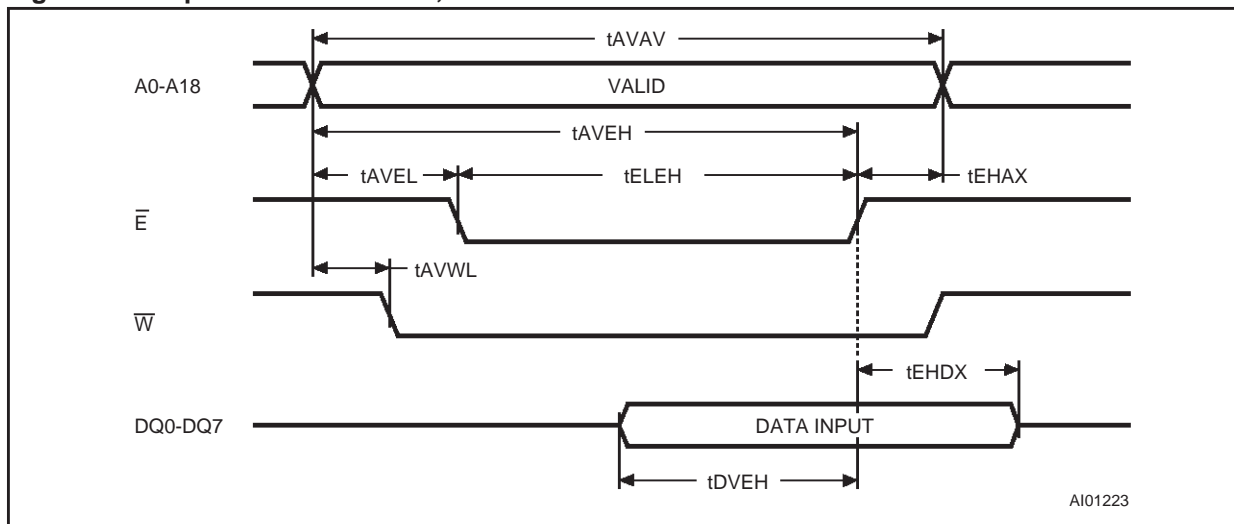 tAVAV
A0-A18
VALID
tAVEH
tAVEL
tELEH
tEHAX
E
tAVWL
W
tEHDX
DQ0-DQ7
DATA INPUT
tDVEH
AI01223